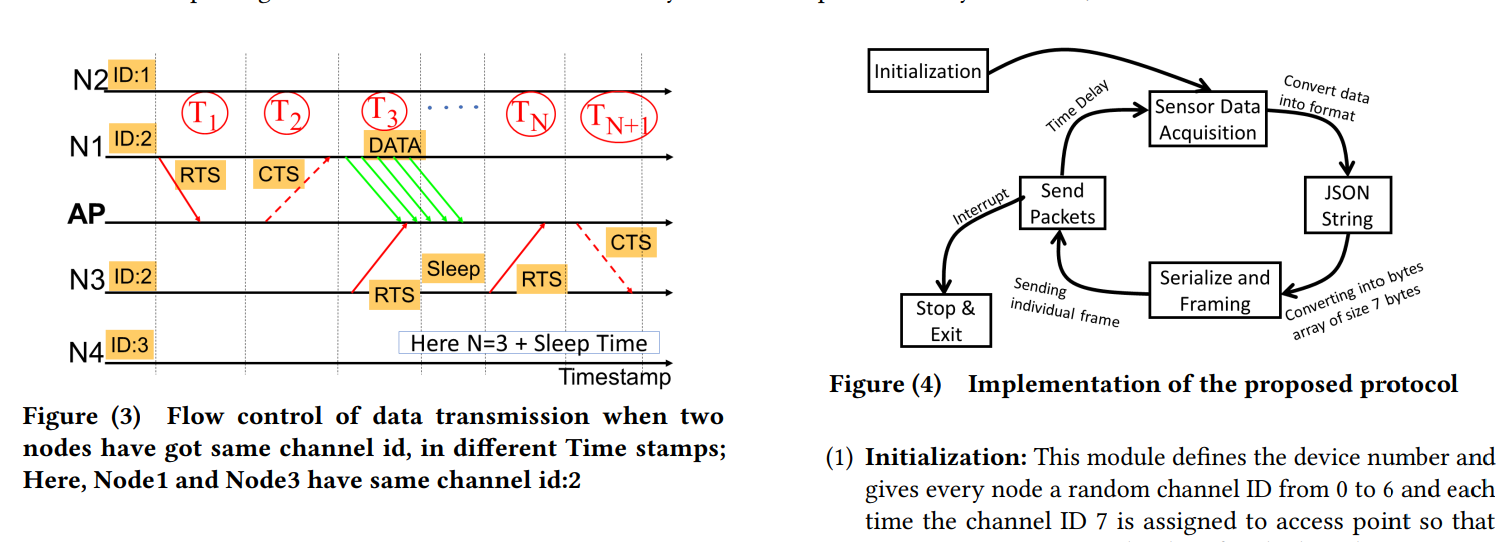 N2 ID:1
T1 T2 T3 .... TN TN+1
N1 ID:2
DATA
RTS CTS
AP
CTS
Sleep
N3 ID:2
RTS RTS
Here N=3 + Sleep Time
N4 ID:3
Timestamp
Figure (3) Flow control of data transmission when two
nodes have got same channel id, in different Time stamps;
Here, Node1 and Node3 have same channel id:2
Initialization
Time Delay
Sensor Data
Acquisition
Convert data
into format
JSON
String
Send
Packets
Interrupt
Serialize and
Framing
Converting into bytes
array of size 7 bytes
Sending
individual frame
Stop &
Exit
Figure (4) Implementation of the proposed protocol
(1) Initialization: This module defines the device number and
gives every node a random channel ID from 0 to 6 and each
time the channel ID 7 is assigned to access point so that